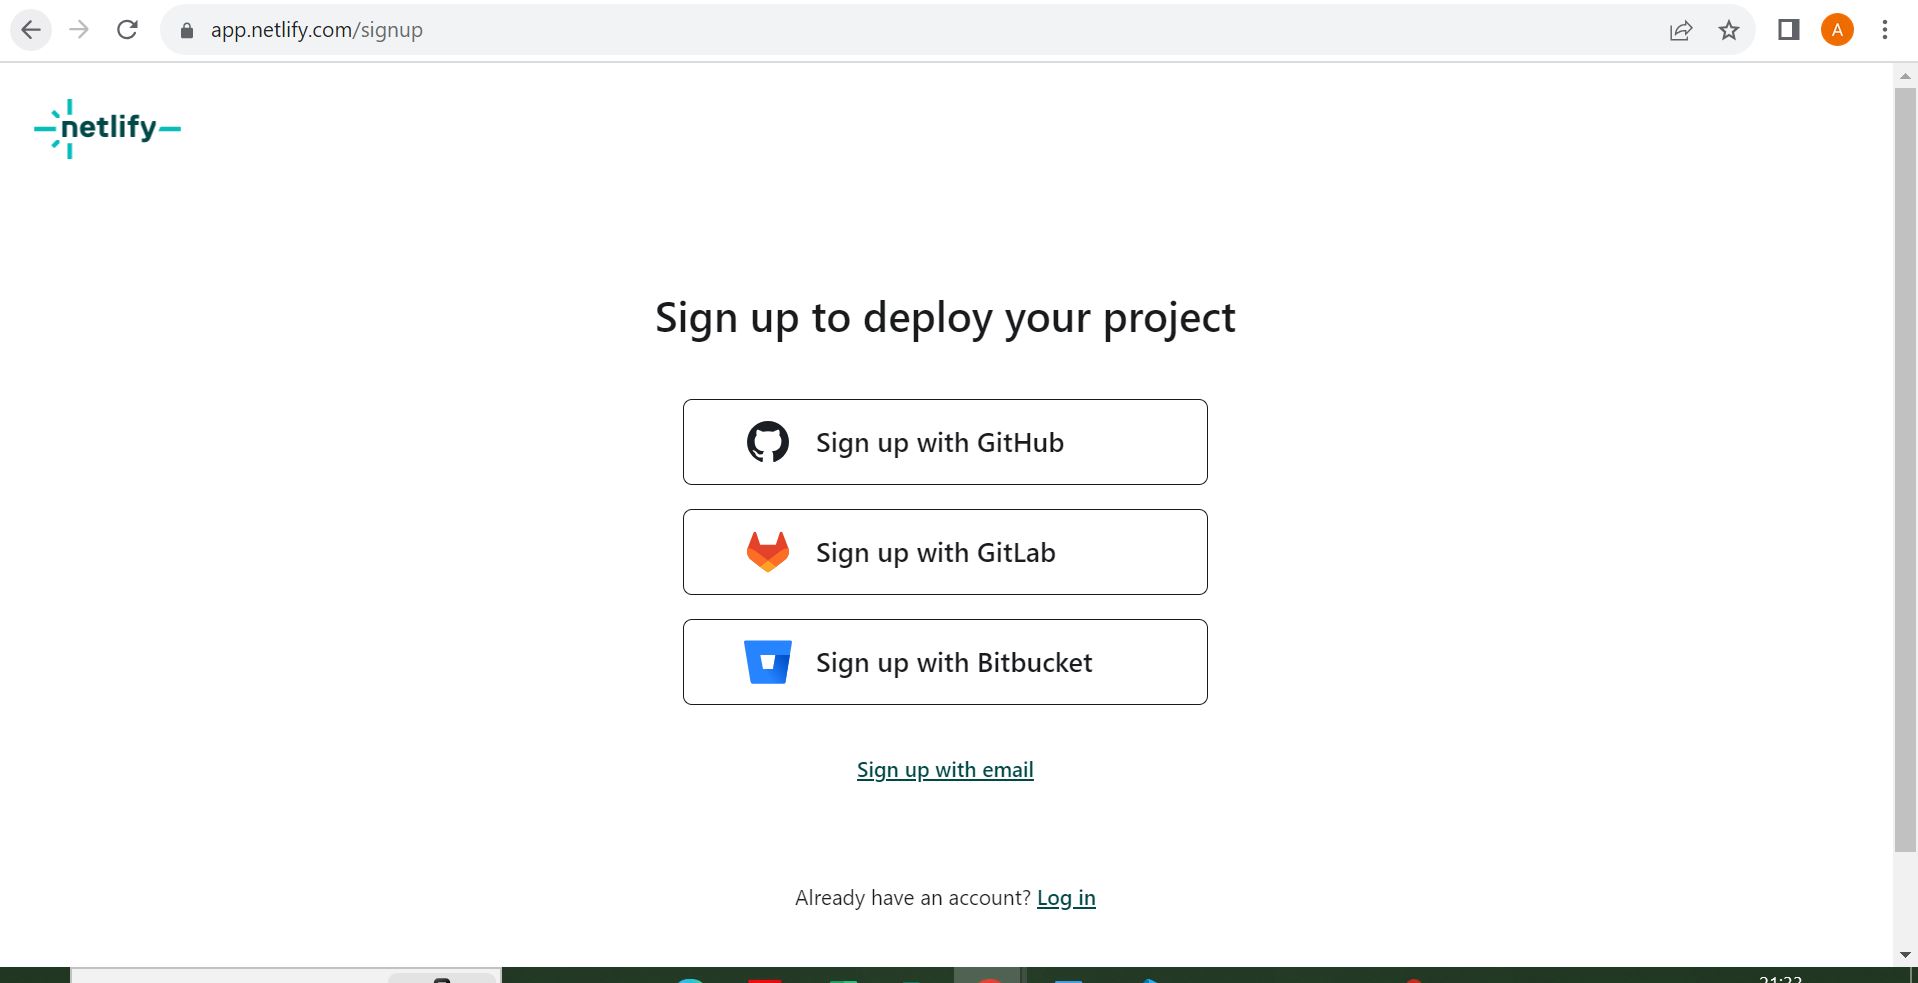 app.netlify.com/signup
A
netlify
Sign up to deploy your project
Sign up with GitHub
Sign up with GitLab
Sign up with Bitbucket
Sign up with email
Already have an account? Log in